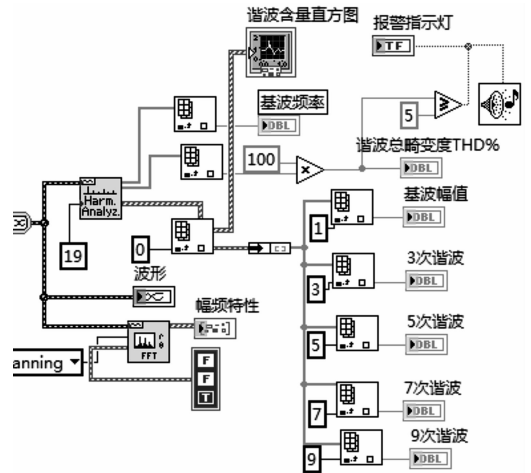 谐波含量直方图
报警指示灯
TF
基波频率
DBL
5
谐波总畸变度THD%
100
DBL
Harm.
Analyz.
基波幅值
1
DBL
19
0
波形
3次谐波
3
DBL
幅频特性
5次谐波
5
DBL
FFT
anning
F
F
T
7次谐波
7
DBL
9次谐波
9
DBL